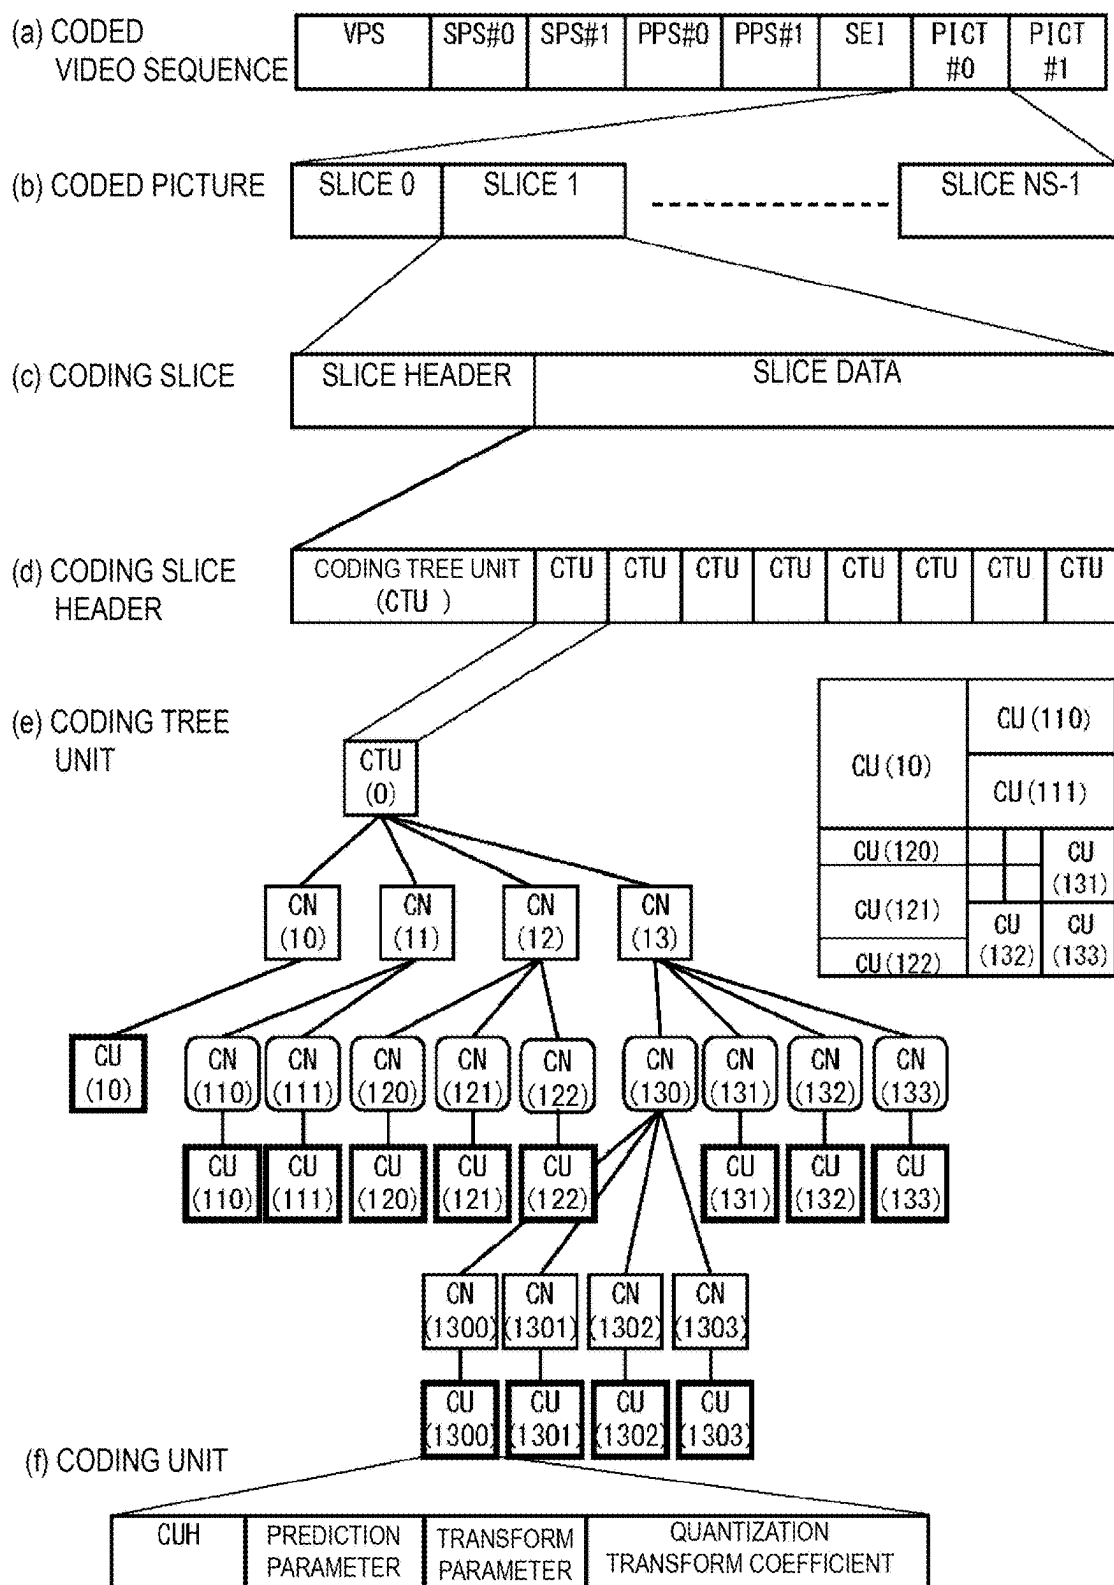 (a) CODED
VIDEO SEQUENCE
VPS
SPS#0
SPS#1
PPS#0
PPS#1
SEI
PICT
#0
PICT
#1
(b) CODED PICTURE
SLICE 0
SLICE 1
SLICE NS-1
(c) CODING SLICE
SLICE HEADER
SLICE DATA
(d) CODING SLICE
HEADER
CODING TREE UNIT
(CTU )
CTU
CTU
CTU
CTU
CTU
CTU
CTU
CTU
(e) CODING TREE
UNIT
CU(10)
CU(110)
CU(111)
CU(120)
CU(121)
CU(122)
CU
(131)
CU
(132)
CU
(133)
CTU
(0)
CN
(10)
CN
(11)
CN
(12)
CN
(13)
CU
(10)
CN
(110)
CN
(111)
CN
(120)
CN
(121)
CN
(122)
CN
(130)
CN
(131)
CN
(132)
CN
(133)
CU
(110)
CU
(111)
CU
(120)
CU
(121)
CU
(122)
CU
(131)
CU
(132)
CU
(133)
CN
(1300)
CN
(1301)
CN
(1302)
CN
(1303)
CU
(1300)
CU
(1301)
CU
(1302)
CU
(1303)
(f) CODING UNIT
CUH
PREDICTION
PARAMETER
TRANSFORM
PARAMETER
QUANTIZATION
TRANSFORM COEFFICIENT